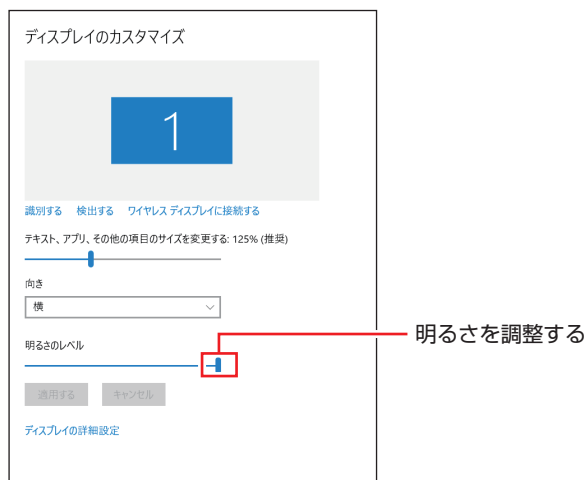 ディスプレイのカスタマイズ
1
識別する 検出する ワイヤレス ディスプレイに接続する
テキスト、アプリ、その他の項目のサイズを変更する: 125% (推奨)
向き
横
明るさを調整する
明るさのレベル
適用する キャンセル
ディスプレイの詳細設定